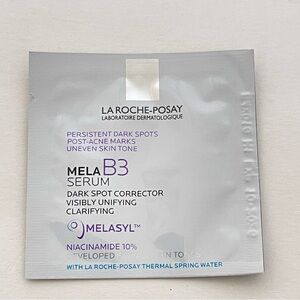 LA ROCHE-POSAY
LABORATOIRE DERMATOLOGIQUE
PERSISTENT DARK SPOTS
POST-ACNE MARKS
UNEVEN SKIN TONE
MELA B3
SERUM
DARK SPOT CORRECTOR
VISIBLY UNIFYING
CLARIFYING
MELASYL™
NIACINAMIDE 10%
WITH LA ROCHE-POSAY THERMAL SPRING WATER